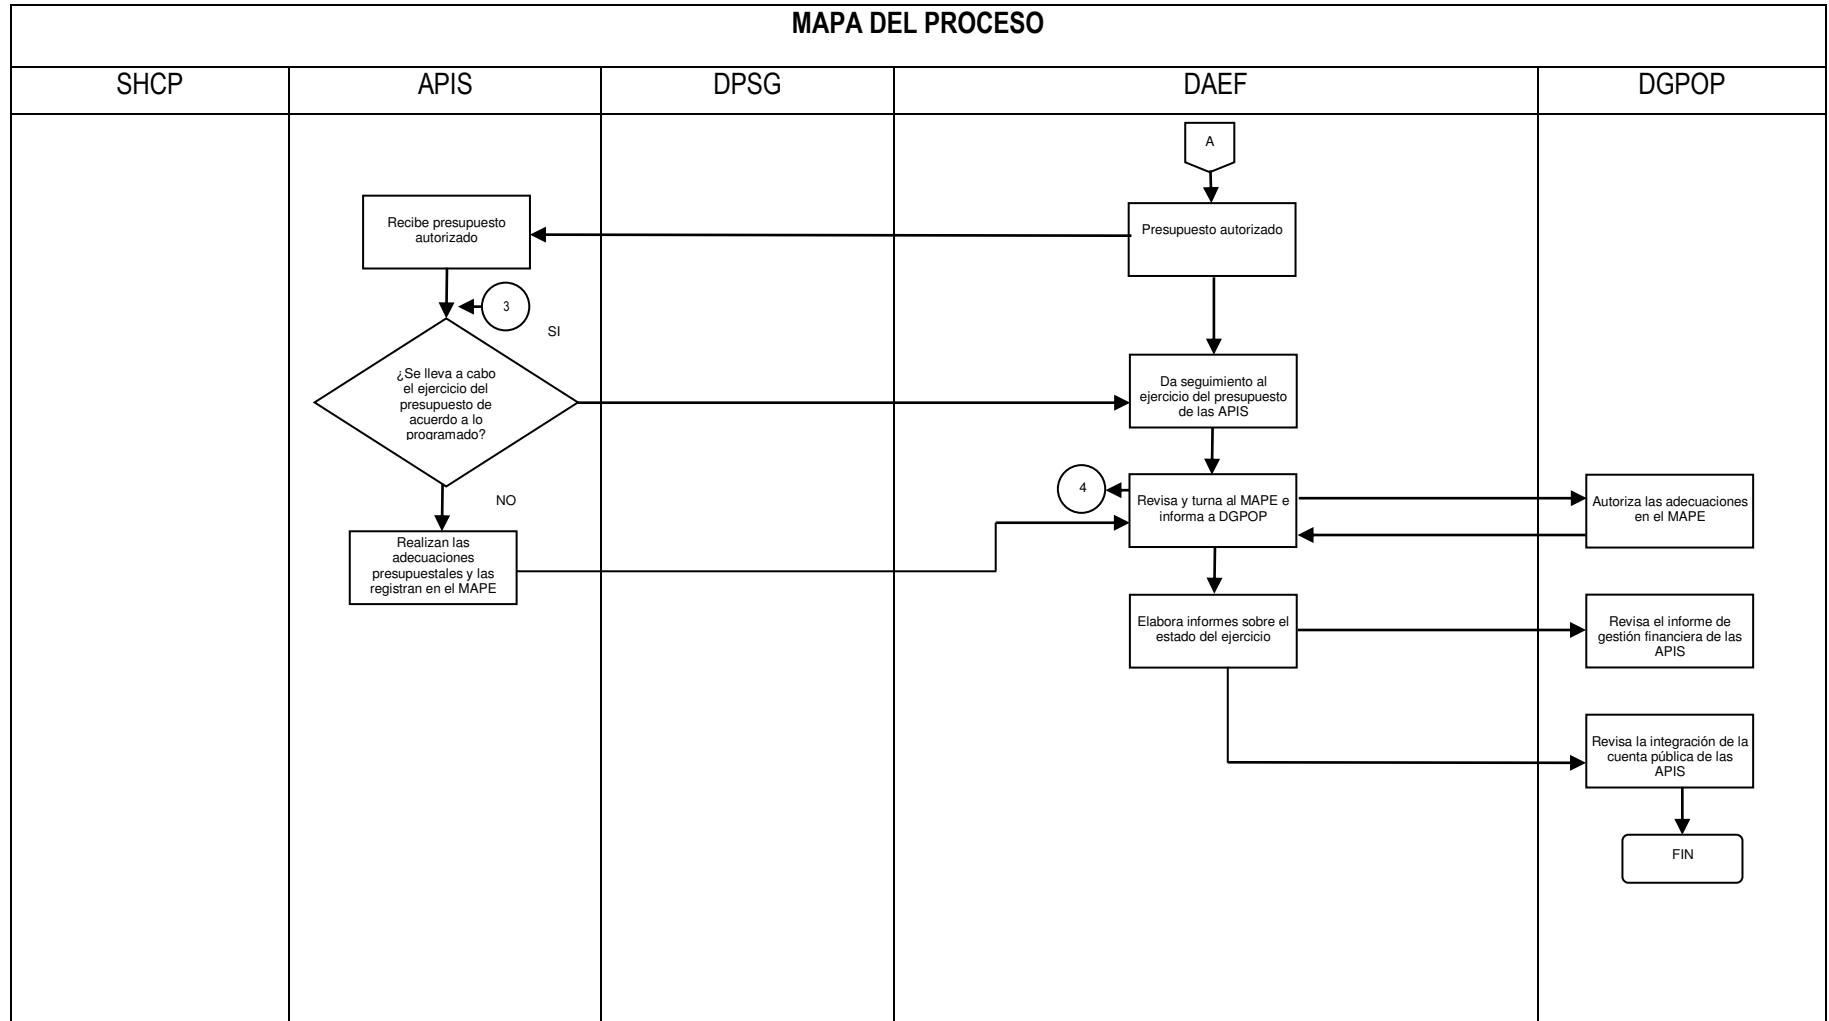 MAPA DEL PROCESO
SHCP
APIS
DPSG
DAEF
DGPOP
A
Recibe presupuesto
autorizado
Presupuesto autorizado
3
SI
¿Se lleva a cabo
el ejercicio del
presupuesto de
acuerdo a lo
programado?
Da seguimiento al
ejercicio del presupuesto
de las APIS
4
NO
Revisa y turna al MAPE e
informa a DGPOP
Autoriza las adecuaciones
en el MAPE
Realizan las
adecuaciones
presupuestales y las
registran en el MAPE
Elabora informes sobre el
estado del ejercicio
Revisa el informe de
gestión financiera de las
APIS
Revisa la integración de la
cuenta pública de las
APIS
FIN